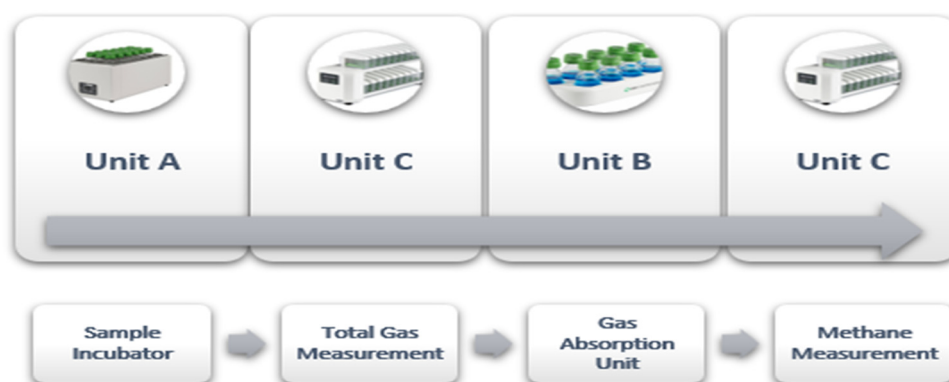 Unit A
Unit C
Unit B
Unit C
Sample
Incubator
Total Gas
Measurement
Gas
Absorption
Unit
Methane
Measurement